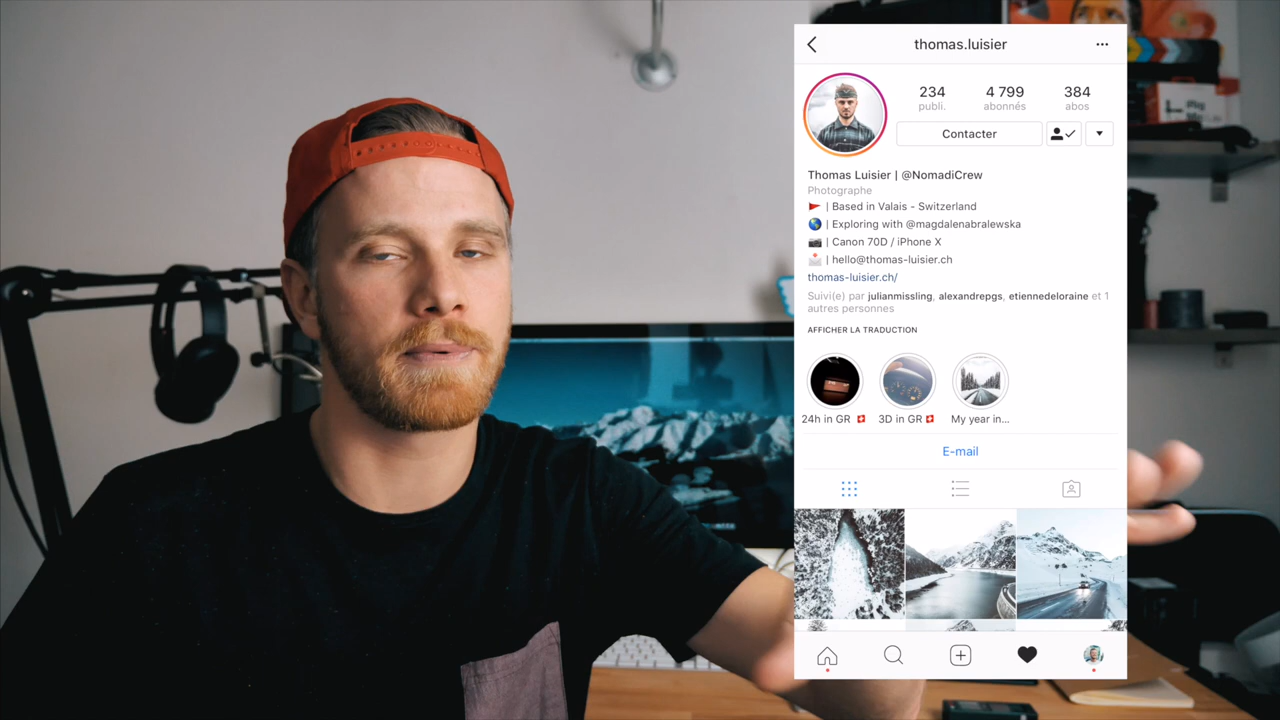 thomas.luisier
234
publi.
4 799
abonnés
384
abos
Contacter
Thomas Luisier | @NomadiCrew
Photographe
| Based in Valais - Switzerland
| Exploring with @magdalenabralewska
| Canon 70D / iPhone X
| hello@thomas-luisier.ch
thomas-luisier.ch/
Suivi(e) par julianmissling, alexandrepgs, etiennedeloraine et 1
autres personnes
AFFICHER LA TRADUCTION
24h in GR
3D in GR
My year in...
E-mail